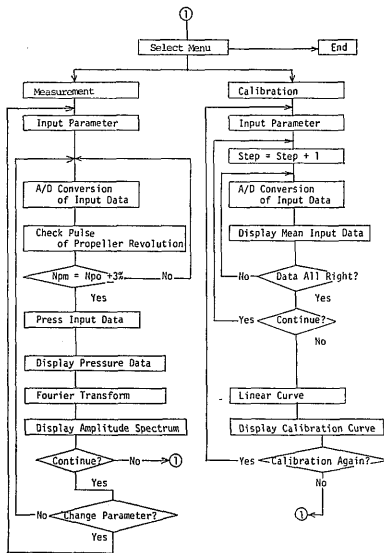 1
Select Menu
End
Measurement
Input Parameter
A/D Conversion
of Input Data
Check Pulse
of Propeller Revolution
Npm = Npo +3%
No
Yes
Press Input Data
Display Pressure Data
Fourier Transform
Display Amplitude Spectrum
Continue?
No
1
Yes
No
Change Parameter?
Yes
Calibration
Input Parameter
Step = Step + 1
A/D Conversion
of Input Data
Display Mean Input Data
No
Data All Right?
Yes
Yes
Continue?
No
Linear Curve
Display Calibration Curve
Yes
Calibration Again?
No
1